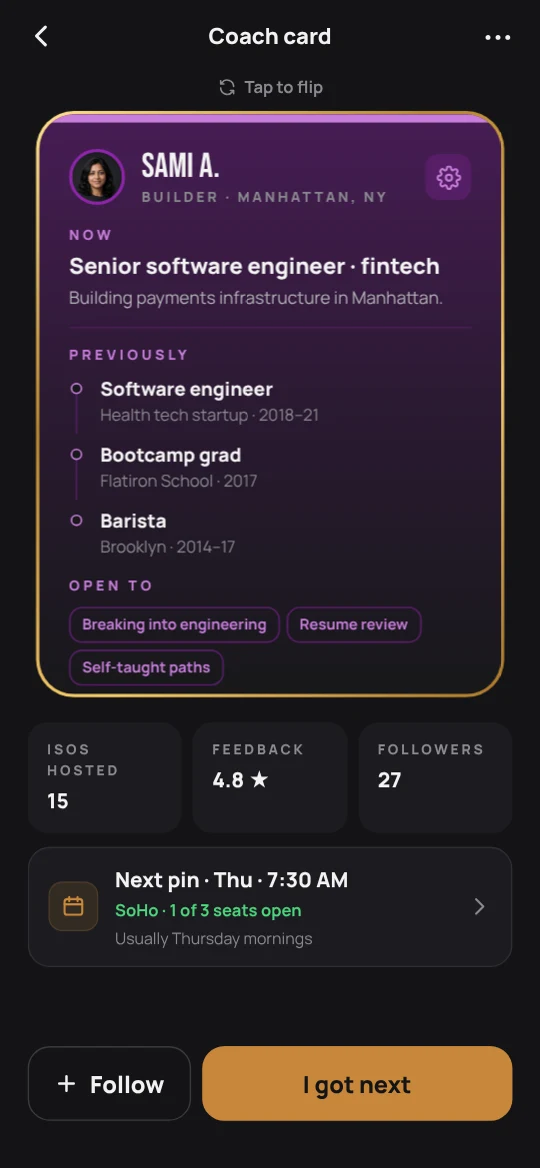 Coach card
Tap to flip
SAMI A.
BUILDER · MANHATTAN, NY
NOW
Senior software engineer · fintech
Building payments infrastructure in Manhattan.
PREVIOUSLY
Software engineer
Health tech startup · 2018–21
Bootcamp grad
Flatiron School · 2017
Barista
Brooklyn · 2014–17
OPEN TO
Breaking into engineering
Resume review
Self-taught paths
ISOS
HOSTED
15
FEEDBACK
4.8 ★
FOLLOWERS
27
Next pin · Thu · 7:30 AM
SoHo · 1 of 3 seats open
Usually Thursday mornings
+ Follow
I got next